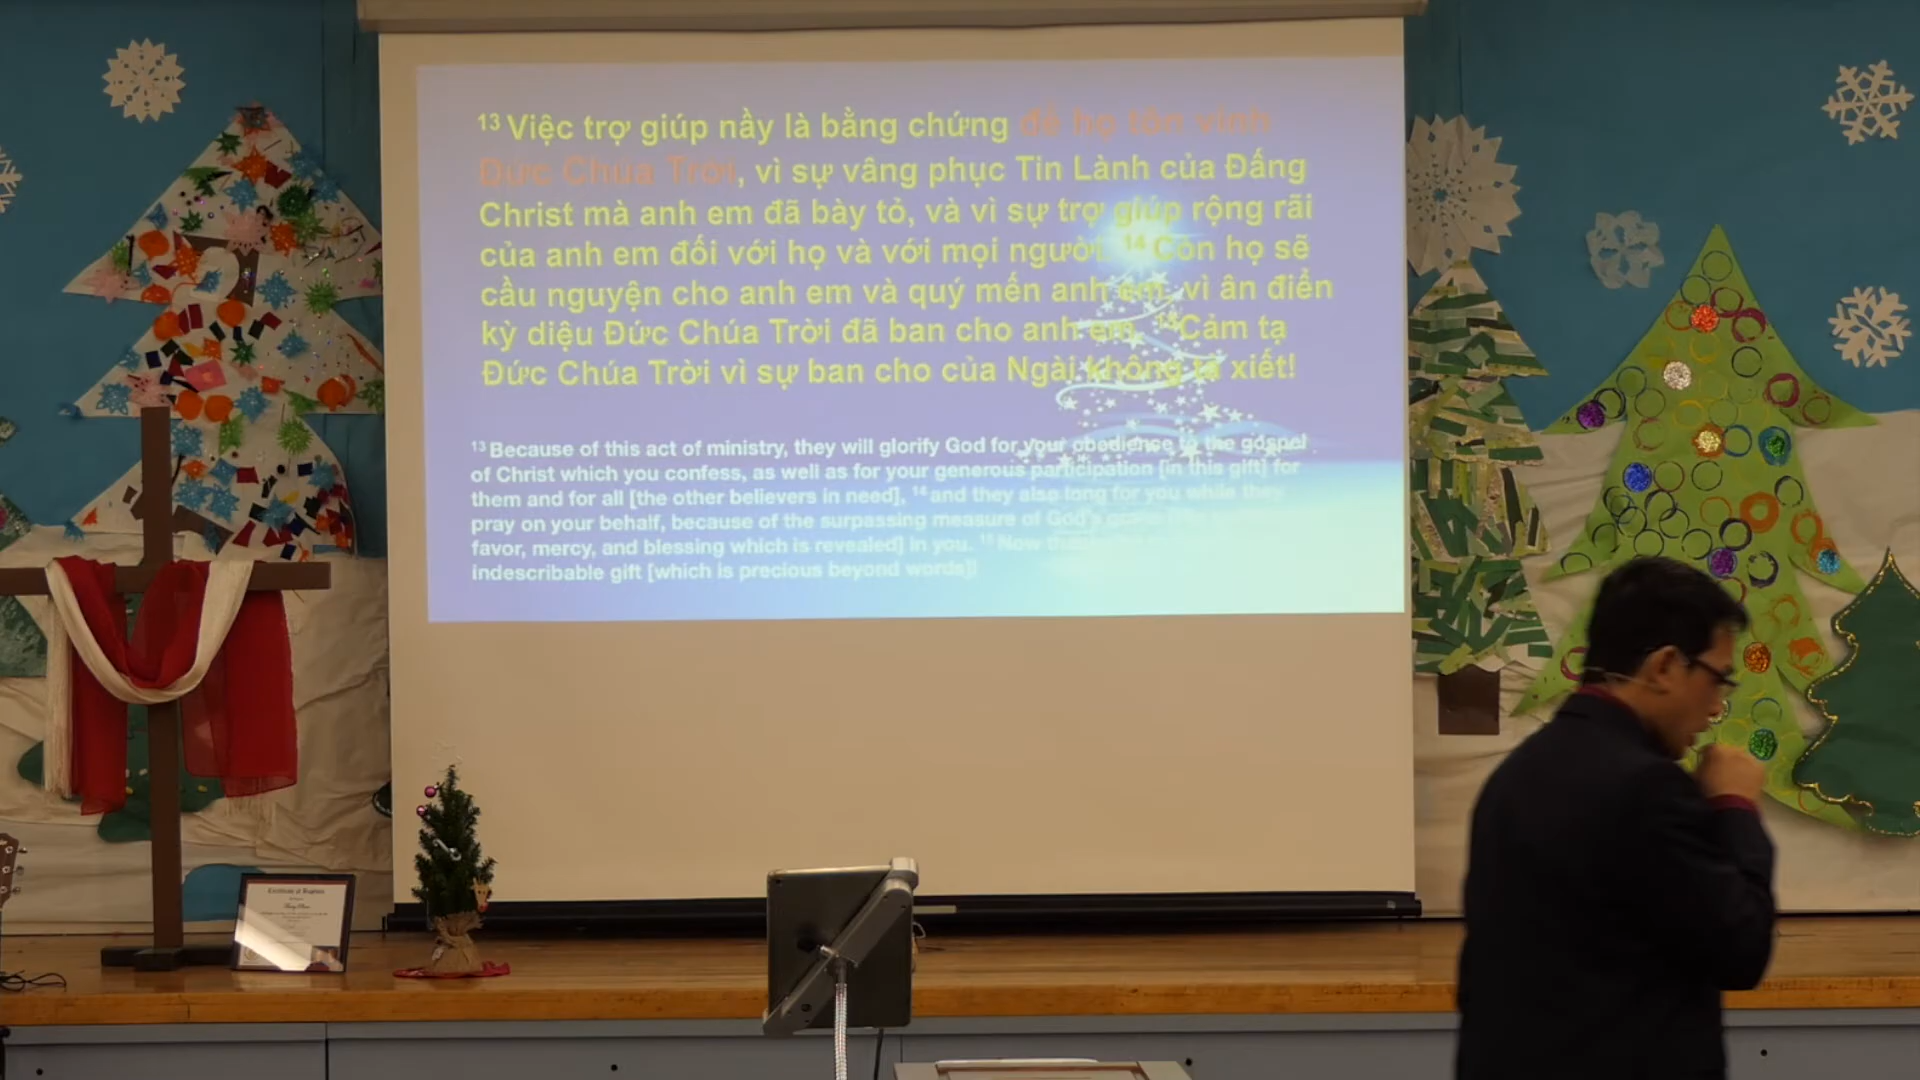 13 Việc trợ giúp nầy là bằng chứng để họ tôn vinh
Đức Chúa Trời, vì sự vâng phục Tin Lành của Đấng
Christ mà anh em đã bày tỏ, và vì sự trợ giúp rộng rãi
của anh em đối với họ và với mọi người. 14 Còn họ sẽ
cầu nguyện cho anh em và quý mến anh em, vì ân điển
kỳ diệu Đức Chúa Trời đã ban cho anh em. 15 Cảm tạ
Đức Chúa Trời vì sự ban cho của Ngài không tả xiết!
13 Because of this act of ministry, they will glorify God for your obedience to the gospel
of Christ which you confess, as well as for your generous participation [in this gift] for
them and for all [the other believers in need], 14 and they also long for you while they
pray on your behalf, because of the surpassing measure of God's
favor, mercy, and blessing which is revealed] in you. 15 Now
indescribable gift [which is precious beyond words]!
Certificate of Baptism